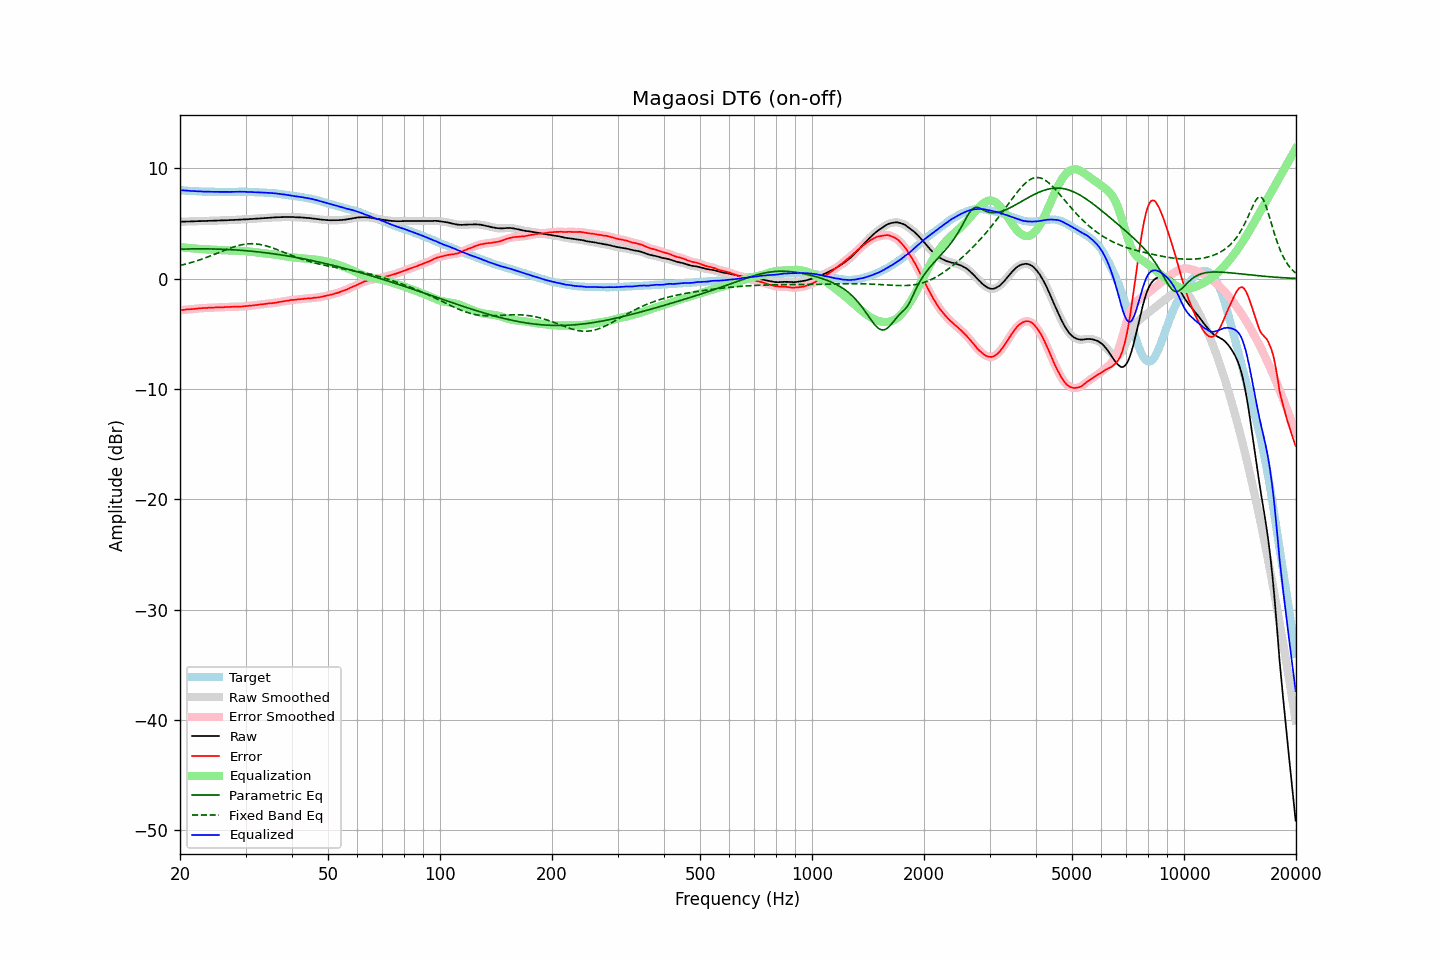 Magaosi DT6 (on-off)
Amplitude (dBr)
10
0
−10
−20
−30
−40
−50
Target
Raw Smoothed
Error Smoothed
Raw
Error
Equalization
Parametric Eq
Fixed Band Eq
Equalized
20 50 100 200 500 1000 2000 5000 10000 20000
Frequency (Hz)